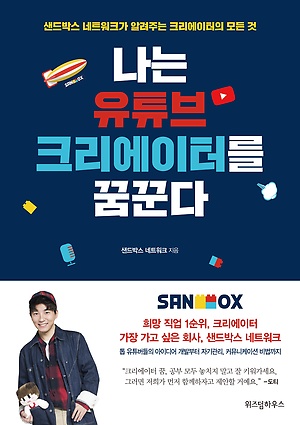 샌드박스 네트워크가 알려주는 크리에이터의 모든 것
SANDBOX
나는
유튜브
크리에이터를
꿈꾼다
샌드박스 네트워크 지음
SANDBOX
희망 직업 1순위, 크리에이터
가장 가고 싶은 회사, 샌드박스 네트워크
톱 유튜버들의 아이디어 개발부터 자기관리, 커뮤니케이션 비법까지
“크리에이터 꿈, 공부 모두 놓치지 말고 잘 키워가세요.
그러면 저희가 먼저 함께하자고 제안할 거예요.” –도티
위즈덤하우스